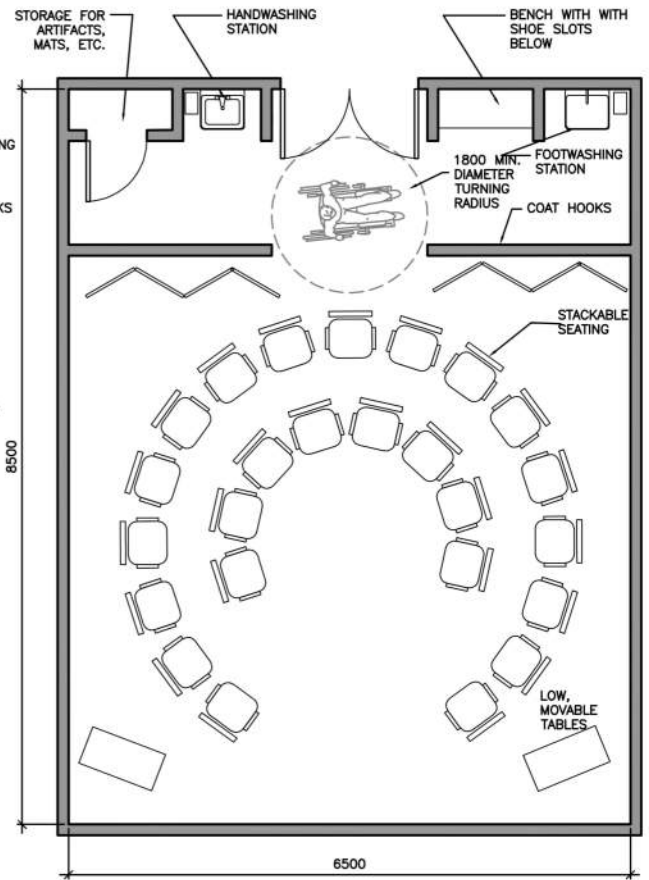 STORAGE FOR
ARTIFACTS,
MATS, ETC.
HANDWASHING
STATION
BENCH WITH WITH
SHOE SLOTS
BELOW
1800 MIN.
DIAMETER
TURNING
RADIUS
FOOTWASHING
STATION
COAT HOOKS
STACKABLE
SEATING
8500
LOW,
MOVABLE
TABLES
6500